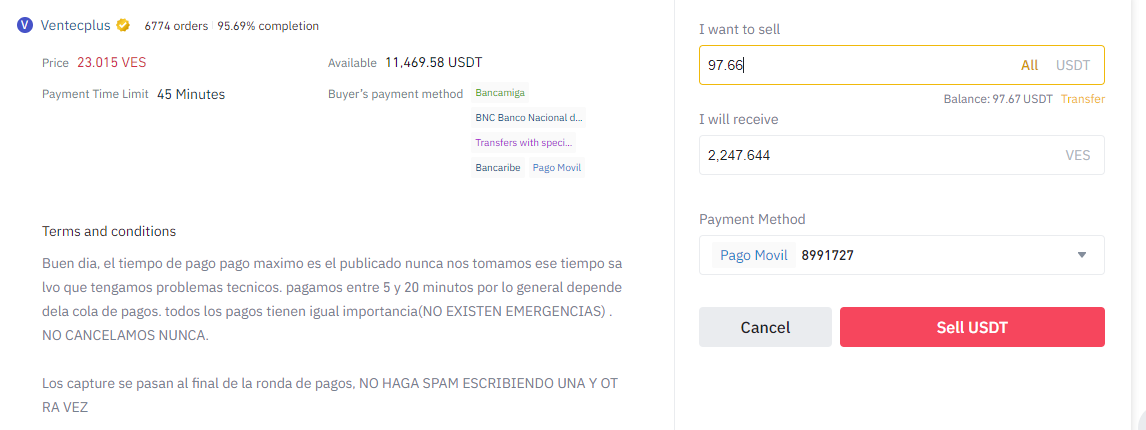 V Ventecplus 6774 orders 95.69% completion
Price 23.015 VES Available 11,469.58 USDT
Payment Time Limit 45 Minutes Buyer's payment method Bancamiga
BNC Banco Nacional d...
Transfers with speci...
Bancaribe Pago Movil
Terms and conditions
Buen dia, el tiempo de pago pago maximo es el publicado nunca nos tomamos ese tiempo sa
lvo que tengamos problemas tecnicos. pagamos entre 5 y 20 minutos por lo general depende
dela cola de pagos. todos los pagos tienen igual importancia(NO EXISTEN EMERGENCIAS) .
NO CANCELAMOS NUNCA.
Los capture se pasan al final de la ronda de pagos, NO HAGA SPAM ESCRIBIENDO UNA Y OT
RA VEZ
I want to sell
97.66 All USDT
Balance: 97.67 USDT Transfer
I will receive
2,247.644 VES
Payment Method
Pago Movil 8991727
Cancel Sell USDT